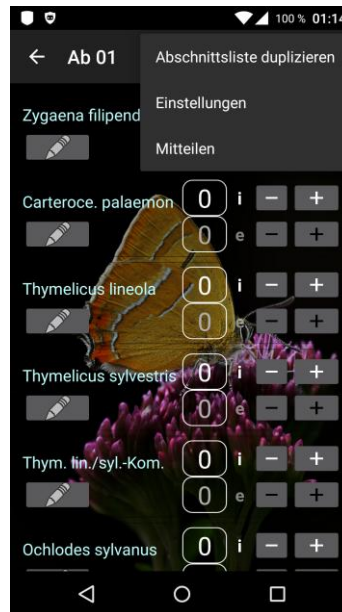 100 % 01:14
Ab 01
Abschnittsliste duplizieren
Einstellungen
Mitteilen
Zygaena filipend
Carteroce. palaemon 0 i − +
0 e − +
Thymelicus lineola 0 i − +
0 e − +
Thymelicus sylvestris 0 i − +
0 e − +
Thym. lin./syl.-Kom. 0 i − +
0 e − +
Ochlodes sylvanus 0 i − +